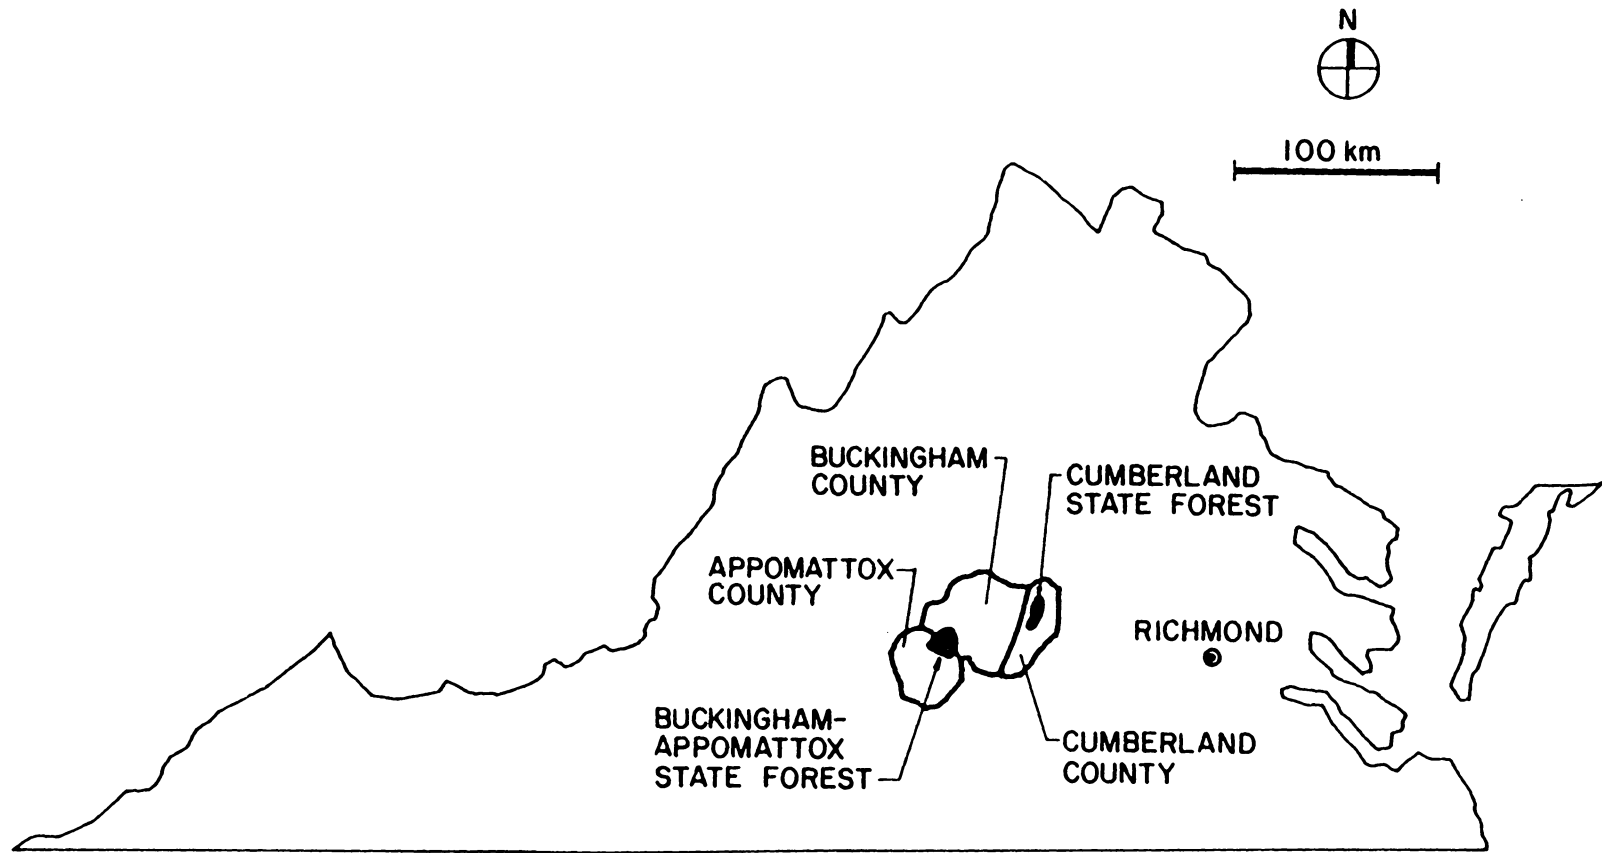 N
100 km
BUCKINGHAM
COUNTY
CUMBERLAND
STATE FOREST
APPOMATTOX
COUNTY
RICHMOND
BUCKINGHAM-
APPOMATTOX
STATE FOREST
CUMBERLAND
COUNTY